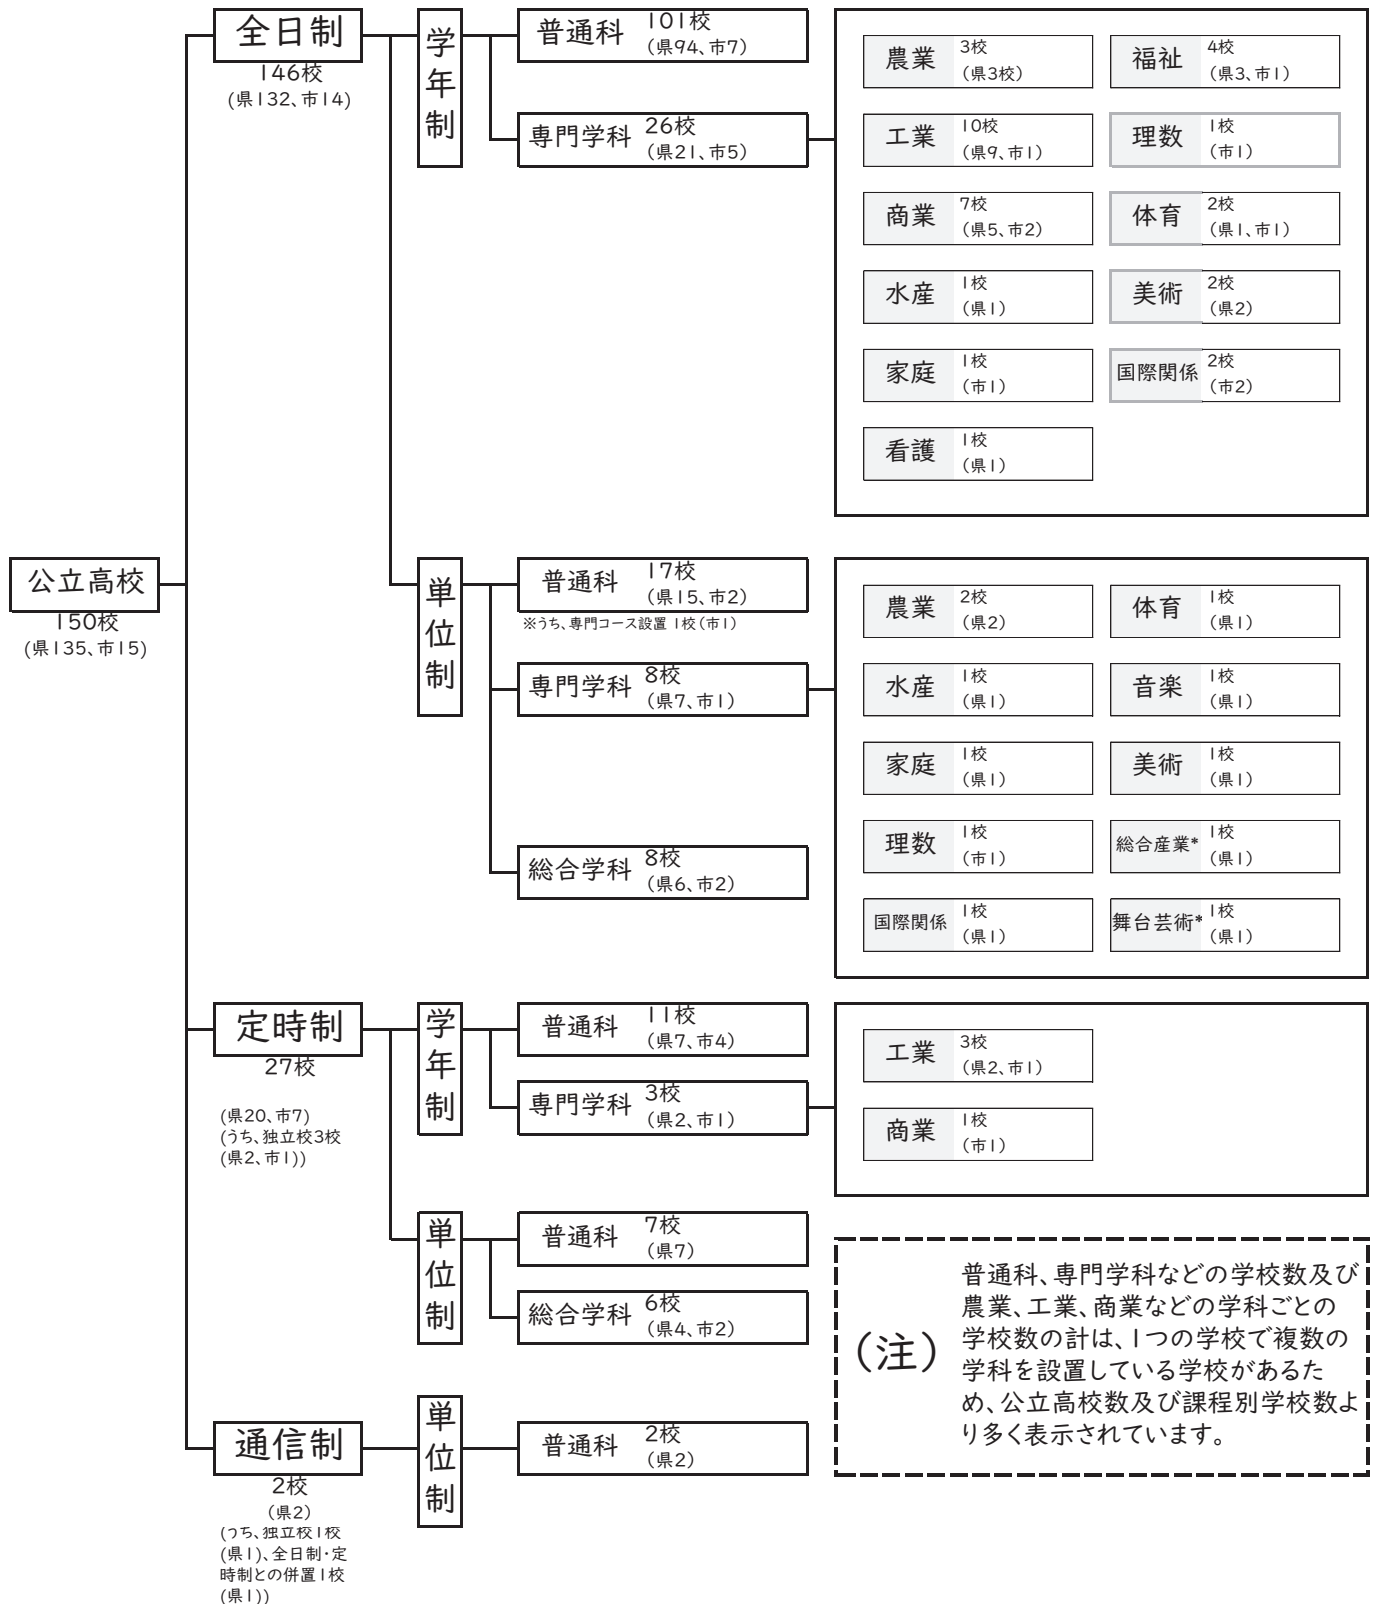 公立高校
150校
(県135、市15)
全日制
146校
(県132、市14)
学年制
普通科
101校
(県94、市7)
専門学科
26校
(県21、市5)
農業
3校
(県3校)
福祉
4校
(県3、市1)
工業
10校
(県9、市1)
理数
1校
(市1)
商業
7校
(県5、市2)
体育
2校
(県1、市1)
水産
1校
(県1)
美術
2校
(県2)
家庭
1校
(市1)
国際関係
2校
(市2)
看護
1校
(県1)
単位制
普通科
17校
(県15、市2)
※うち、専門コース設置 1校(市1)
専門学科
8校
(県7、市1)
総合学科
8校
(県6、市2)
農業
2校
(県2)
体育
1校
(県1)
水産
1校
(県1)
音楽
1校
(県1)
家庭
1校
(県1)
美術
1校
(県1)
理数
1校
(市1)
総合産業*
1校
(県1)
国際関係
1校
(県1)
舞台芸術*
1校
(県1)
定時制
27校
(県20、市7)
(うち、独立校3校
(県2、市1))
学年制
普通科
11校
(県7、市4)
専門学科
3校
(県2、市1)
工業
3校
(県2、市1)
商業
1校
(市1)
単位制
普通科
7校
(県7)
総合学科
6校
(県4、市2)
通信制
2校
(県2)
(うち、独立校1校
(県1)、全日制・定
時制との併置1校
(県1))
単位制
普通科
2校
(県2)
(注)
普通科、専門学科などの学校数及び
農業、工業、商業などの学科ごとの
学校数の計は、1つの学校で複数の
学科を設置している学校があるた
め、公立高校数及び課程別学校数よ
り多く表示されています。